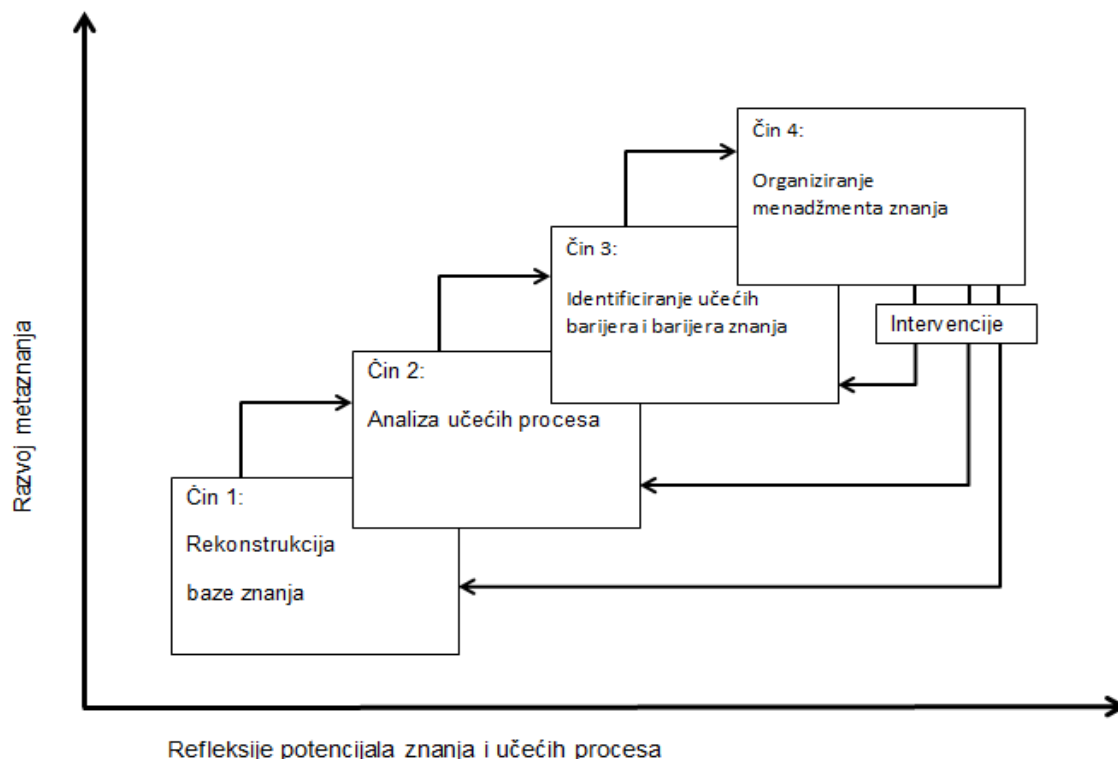 Čin 4:
Organiziranje
menadžmenta znanja
Čin 3:
Identificiranje učećih
barijera i barijera znanja
Intervencije
Čin 2:
Analiza učećih procesa
Čin 1:
Rekonstrukcija
baze znanja
Razvoj metaznanja
Refleksije potencijala znanja i učećih procesa